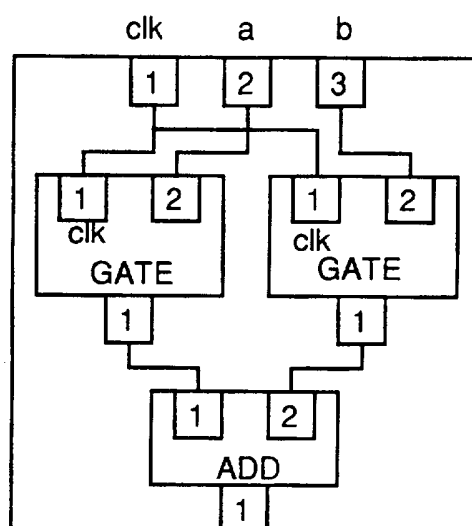 clk a b
1 2 3
1 2 1 2
clk clk
GATE GATE
1 1
1 2
ADD
1